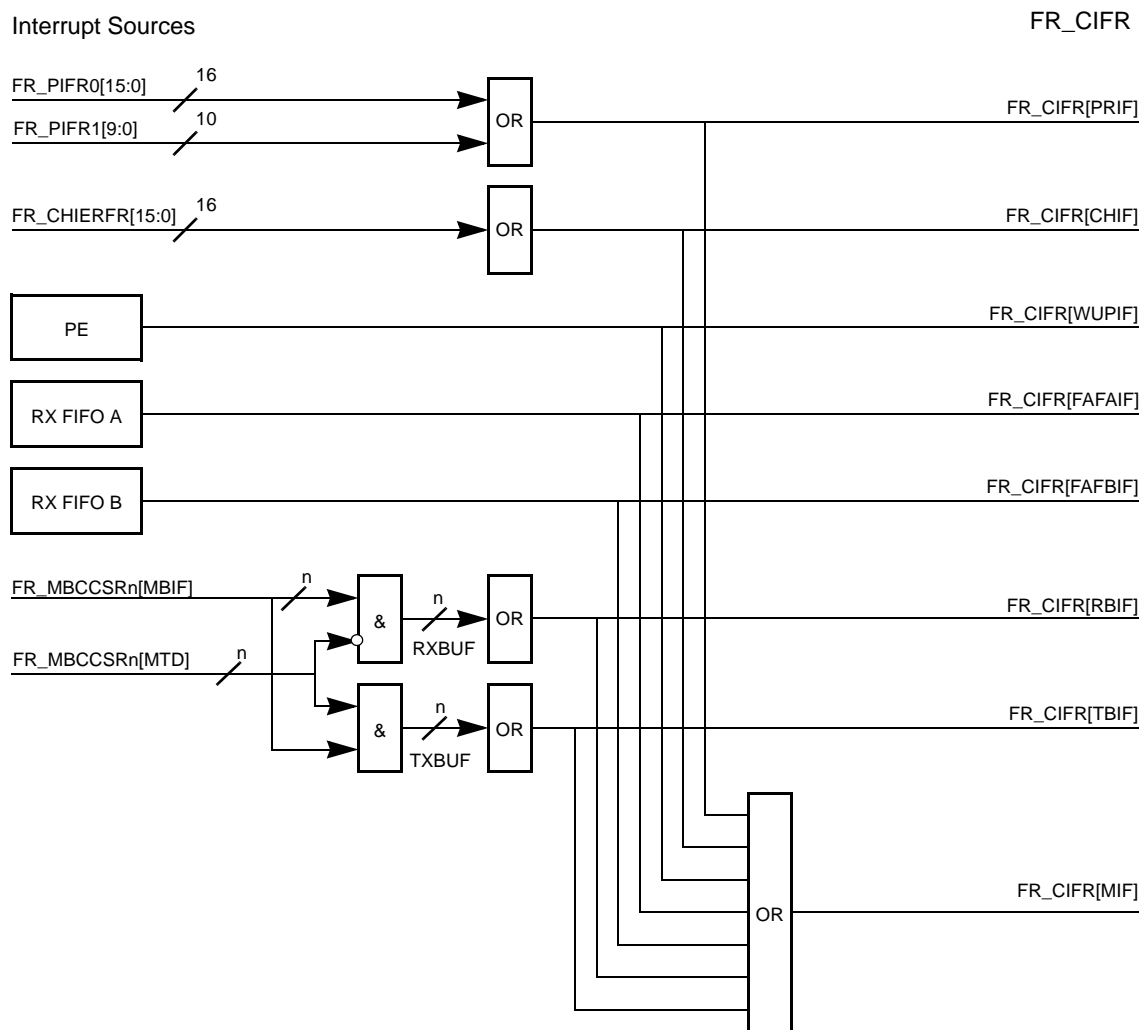 Interrupt Sources
FR_CIFR
FR_PIFR0[15:0]
16
FR_PIFR1[9:0]
10
OR
FR_CIFR[PRIF]
FR_CHIERFR[15:0]
16
OR
FR_CIFR[CHIF]
PE
FR_CIFR[WUPIF]
RX FIFO A
FR_CIFR[FAFAIF]
RX FIFO B
FR_CIFR[FAFBIF]
FR_MBCCSRn[MBIF]
n
&
n
RXBUF
OR
FR_CIFR[RBIF]
FR_MBCCSRn[MTD]
n
&
n
TXBUF
OR
FR_CIFR[TBIF]
OR
FR_CIFR[MIF]